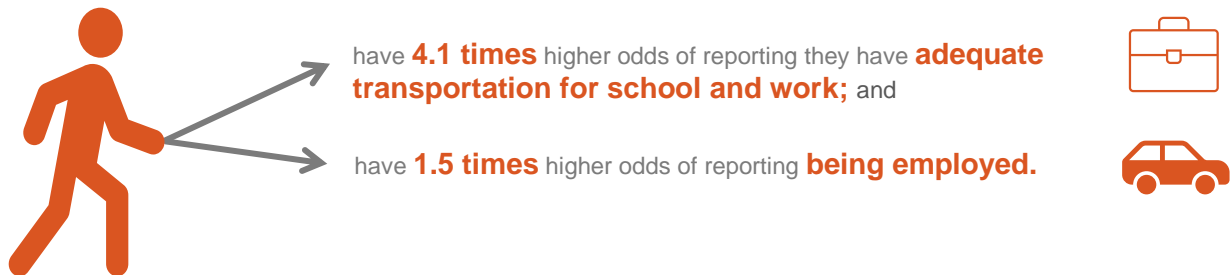 have 4.1 times higher odds of reporting they have adequate
transportation for school and work; and
have 1.5 times higher odds of reporting being employed.